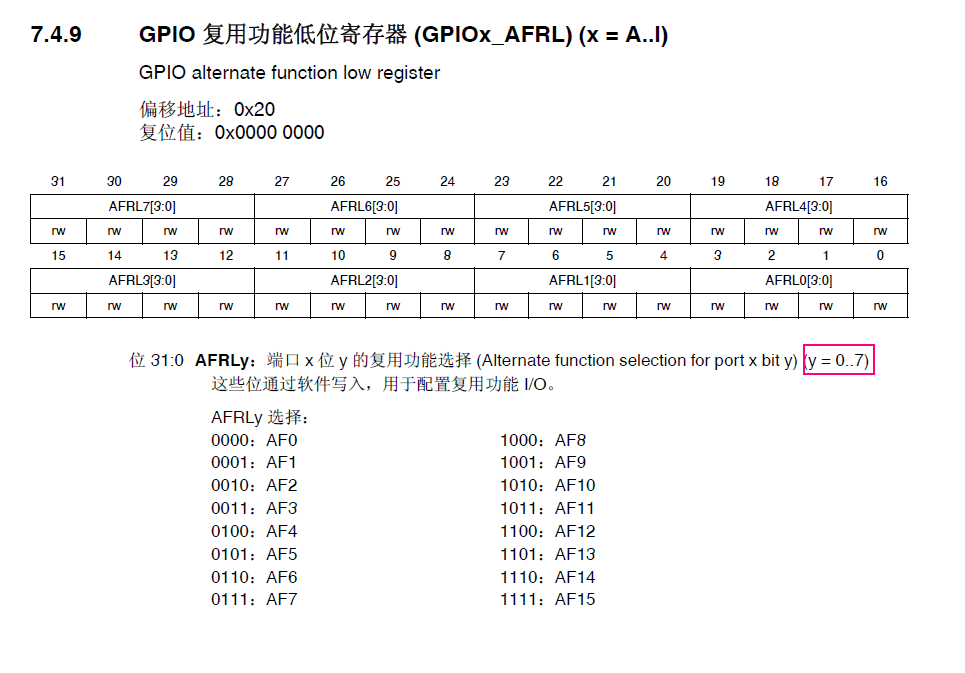 7.4.9 GPIO 复用功能低位寄存器 (GPIOx_AFRL) (x = A..I)
GPIO alternate function low register
偏移地址：0x20
复位值：0x0000 0000
31 30 29 28 27 26 25 24 23 22 21 20 19 18 17 16
AFRL7[3:0] AFRL6[3:0] AFRL5[3:0] AFRL4[3:0]
rw rw rw rw rw rw rw rw rw rw rw rw rw rw rw rw
15 14 13 12 11 10 9 8 7 6 5 4 3 2 1 0
AFRL3[3:0] AFRL2[3:0] AFRL1[3:0] AFRL0[3:0]
rw rw rw rw rw rw rw rw rw rw rw rw rw rw rw rw
位 31:0 AFRLy：端口 x 位 y 的复用功能选择 (Alternate function selection for port x bit y) (y = 0..7)
这些位通过软件写入，用于配置复用功能 I/O。
AFRLy 选择：
0000：AF0 1000：AF8
0001：AF1 1001：AF9
0010：AF2 1010：AF10
0011：AF3 1011：AF11
0100：AF4 1100：AF12
0101：AF5 1101：AF13
0110：AF6 1110：AF14
0111：AF7 1111：AF15